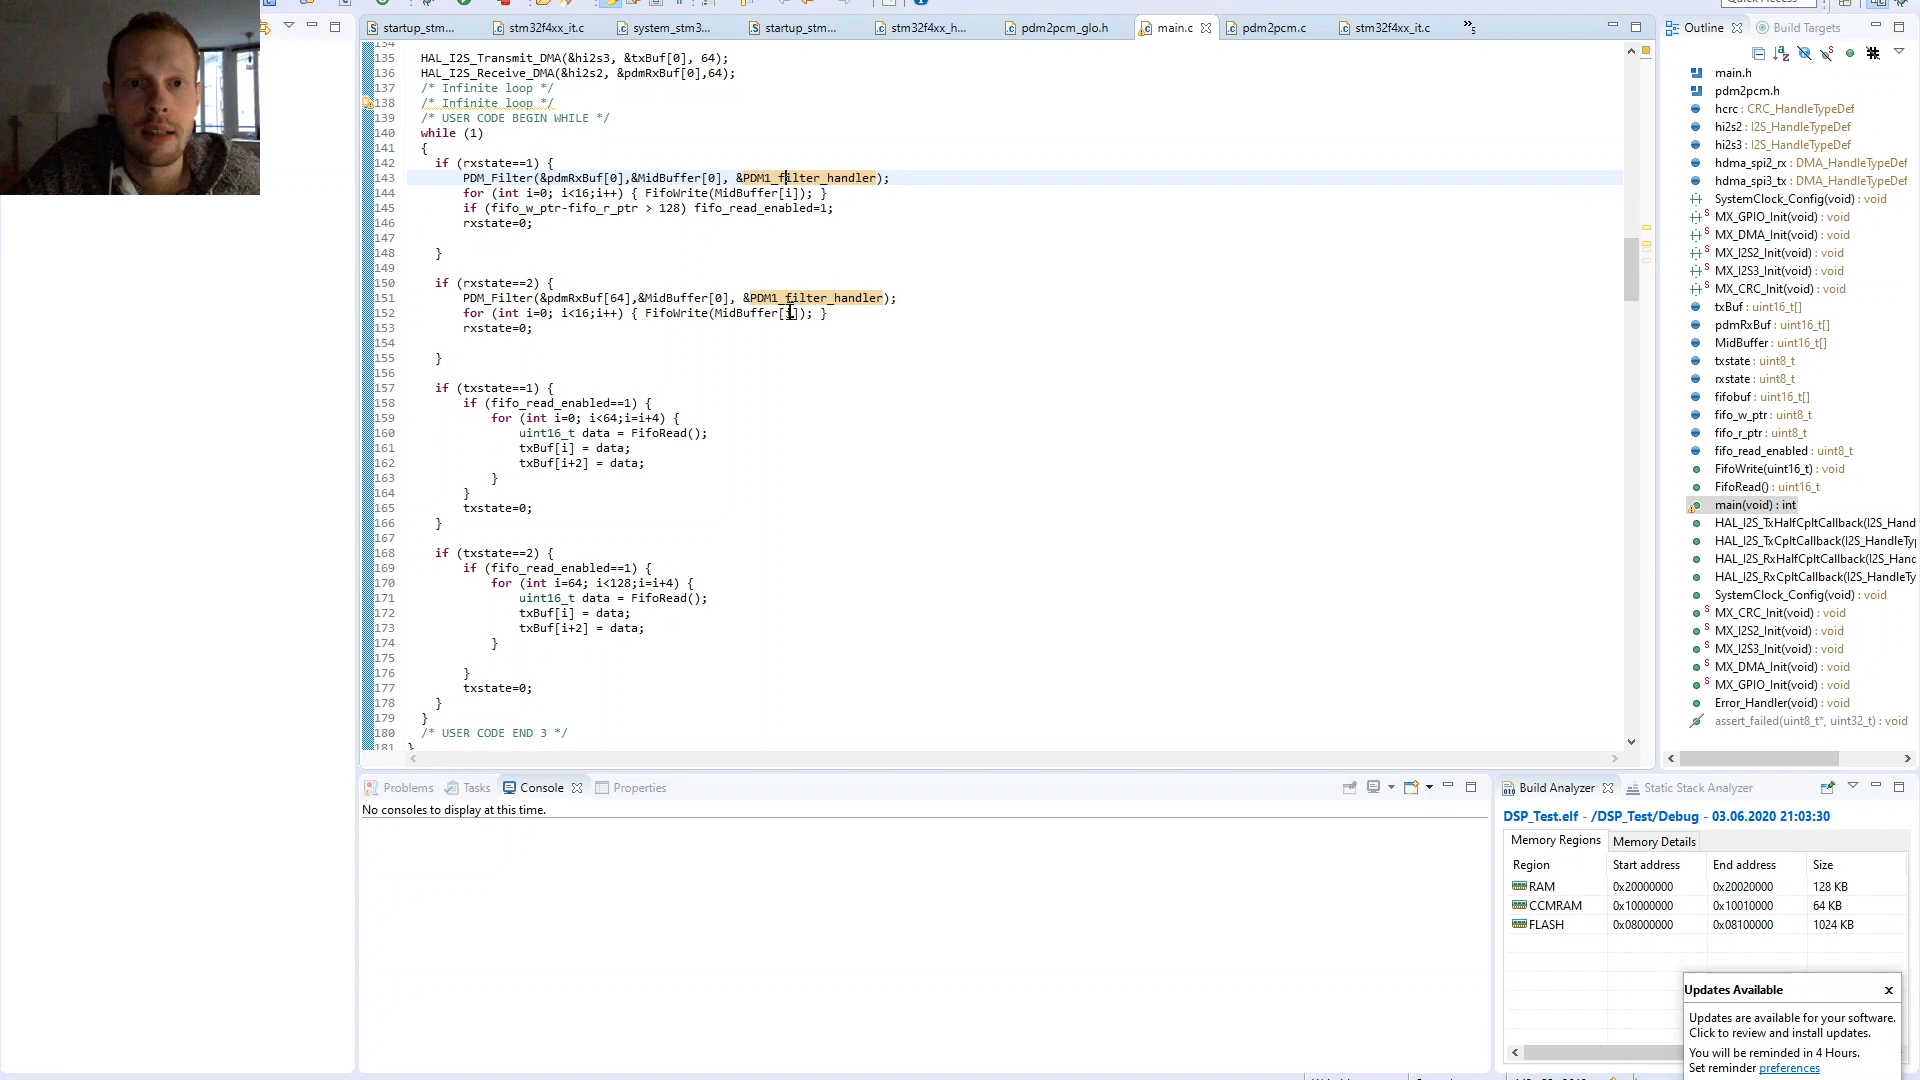 Quick Access
startup_stm... stm32f4xx_it.c system_stm3... startup_stm... stm32f4xx_h... pdm2pcm_glo.h main.c pdm2pcm.c stm32f4xx_it.c »5
134
135 HAL_I2S_Transmit_DMA(&hi2s3, &txBuf[0], 64);
136 HAL_I2S_Receive_DMA(&hi2s2, &pdmRxBuf[0],64);
137 /* Infinite loop */
138 /* Infinite loop */
139 /* USER CODE BEGIN WHILE */
140 while (1)
141 {
142 if (rxstate==1) {
143 PDM_Filter(&pdmRxBuf[0],&MidBuffer[0], &PDM1_filter_handler);
144 for (int i=0; i<16;i++) { FifoWrite(MidBuffer[i]); }
145 if (fifo_w_ptr-fifo_r_ptr > 128) fifo_read_enabled=1;
146 rxstate=0;
147
148 }
149
150 if (rxstate==2) {
151 PDM_Filter(&pdmRxBuf[64],&MidBuffer[0], &PDM1_filter_handler);
152 for (int i=0; i<16;i++) { FifoWrite(MidBuffer[i]); }
153 rxstate=0;
154
155 }
156
157 if (txstate==1) {
158 if (fifo_read_enabled==1) {
159 for (int i=0; i<64;i=i+4) {
160 uint16_t data = FifoRead();
161 txBuf[i] = data;
162 txBuf[i+2] = data;
163 }
164 }
165 txstate=0;
166 }
167
168 if (txstate==2) {
169 if (fifo_read_enabled==1) {
170 for (int i=64; i<128;i=i+4) {
171 uint16_t data = FifoRead();
172 txBuf[i] = data;
173 txBuf[i+2] = data;
174 }
175
176 }
177 txstate=0;
178 }
179 }
180 /* USER CODE END 3 */
181 }
Outline Build Targets
main.h
pdm2pcm.h
hcrc : CRC_HandleTypeDef
hi2s2 : I2S_HandleTypeDef
hi2s3 : I2S_HandleTypeDef
hdma_spi2_rx : DMA_HandleTypeDef
hdma_spi3_tx : DMA_HandleTypeDef
SystemClock_Config(void) : void
MX_GPIO_Init(void) : void
MX_DMA_Init(void) : void
MX_I2S2_Init(void) : void
MX_I2S3_Init(void) : void
MX_CRC_Init(void) : void
txBuf : uint16_t[]
pdmRxBuf : uint16_t[]
MidBuffer : uint16_t[]
txstate : uint8_t
rxstate : uint8_t
fifobuf : uint16_t[]
fifo_w_ptr : uint8_t
fifo_r_ptr : uint8_t
fifo_read_enabled : uint8_t
FifoWrite(uint16_t) : void
FifoRead() : uint16_t
main(void) : int
HAL_I2S_TxHalfCpltCallback(I2S_Hand
HAL_I2S_TxCpltCallback(I2S_HandleTy
HAL_I2S_RxHalfCpltCallback(I2S_Hand
HAL_I2S_RxCpltCallback(I2S_HandleTy
SystemClock_Config(void) : void
MX_CRC_Init(void) : void
MX_I2S2_Init(void) : void
MX_I2S3_Init(void) : void
MX_DMA_Init(void) : void
MX_GPIO_Init(void) : void
Error_Handler(void) : void
assert_failed(uint8_t*, uint32_t) : void
Problems Tasks Console Properties
No consoles to display at this time.
Build Analyzer Static Stack Analyzer
DSP_Test.elf - /DSP_Test/Debug - 03.06.2020 21:03:30
Memory Regions Memory Details
Region Start address End address Size
RAM 0x20000000 0x20020000 128 KB
CCMRAM 0x10000000 0x10010000 64 KB
FLASH 0x08000000 0x08100000 1024 KB
Updates Available
Updates are available for your software.
Click to review and install updates.
You will be reminded in 4 Hours.
Set reminder preferences